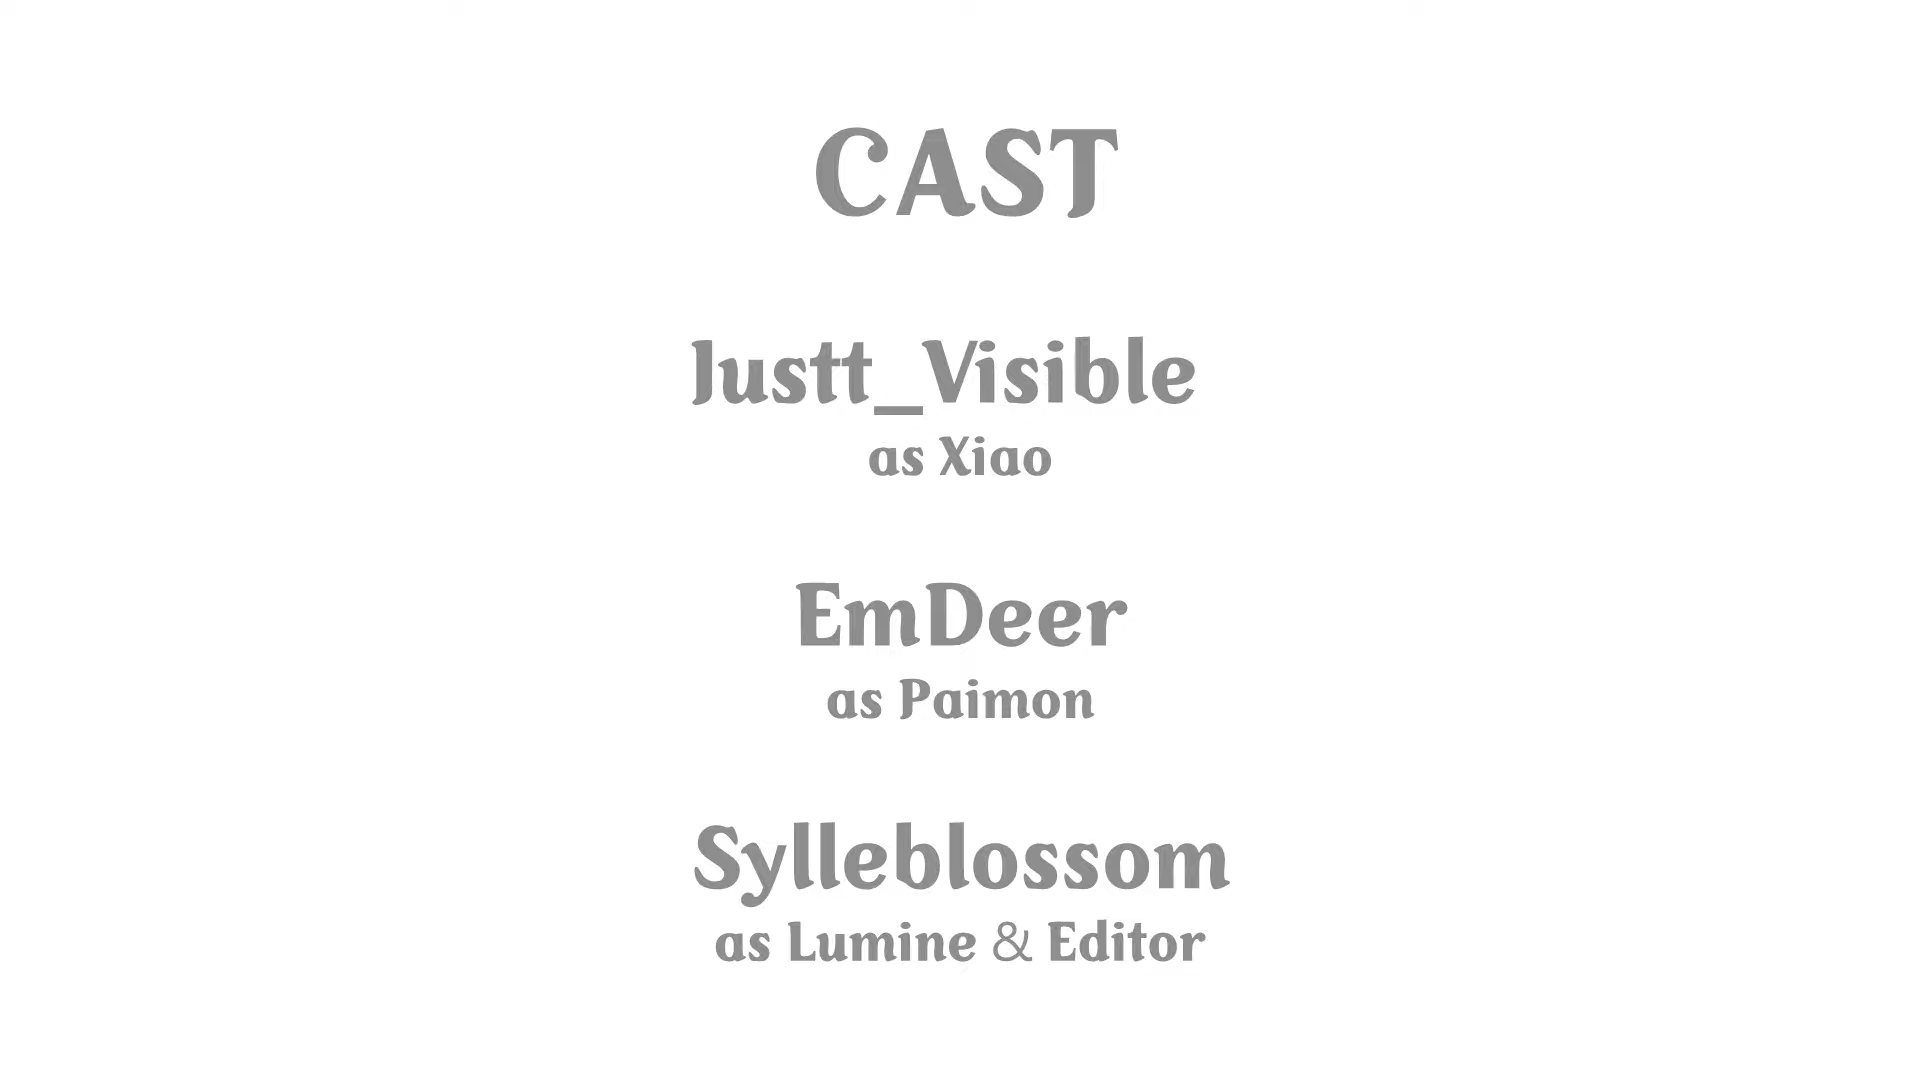 CAST
Justt_Visible
as Xiao
EmDeer
as Paimon
Sylleblossom
as Lumine & Editor